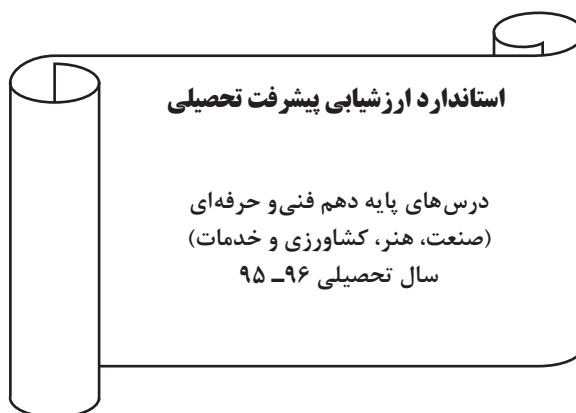 استاندارد ارزشیابی پیشرفت تحصیلی
درس‌های پایه دهم فنی‌و حرفه‌ای
(صنعت، هنر، کشاورزی و خدمات)
سال تحصیلی ۹۶ـ ۹۵